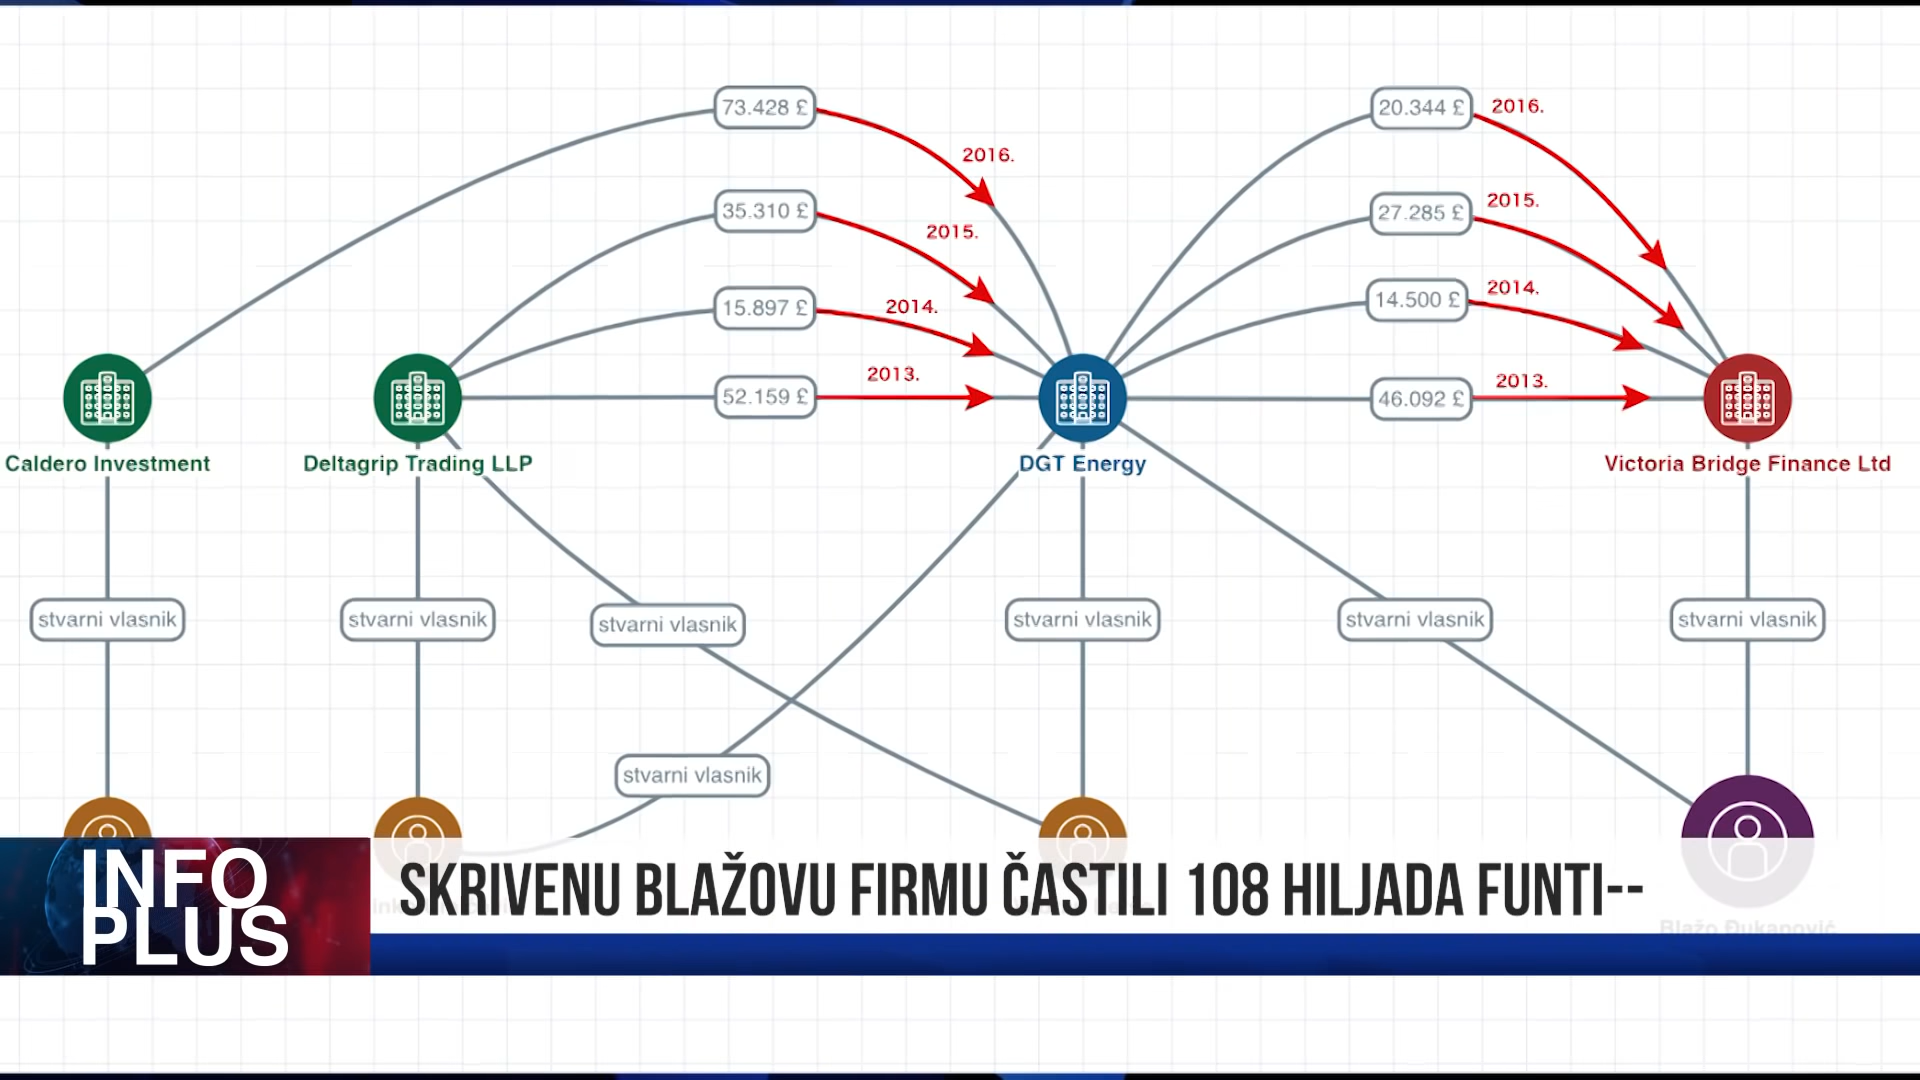 73.428 £
20.344 £
2016.
2016.
35.310 £
27.285 £
2015.
2015.
15.897 £
14.500 £
2014.
2014.
52.159 £
46.092 £
2013.
2013.
Caldero Investment
Deltagrip Trading LLP
DGT Energy
Victoria Bridge Finance Ltd
stvarni vlasnik
stvarni vlasnik
stvarni vlasnik
stvarni vlasnik
stvarni vlasnik
stvarni vlasnik
stvarni vlasnik
INFO
PLUS
SKRIVENU BLAŽOVU FIRMU ČASTILI 108 HILJADA FUNTI--
Blažo Đukanović